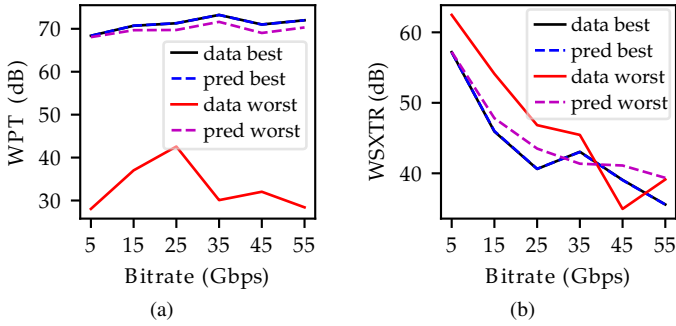 70
60
50
40
30
WPT (dB)
data best
pred best
data worst
pred worst
5 15 25 35 45 55
Bitrate (Gbps)
(a)
60
50
40
WSXTR (dB)
data best
pred best
data worst
pred worst
5 15 25 35 45 55
Bitrate (Gbps)
(b)